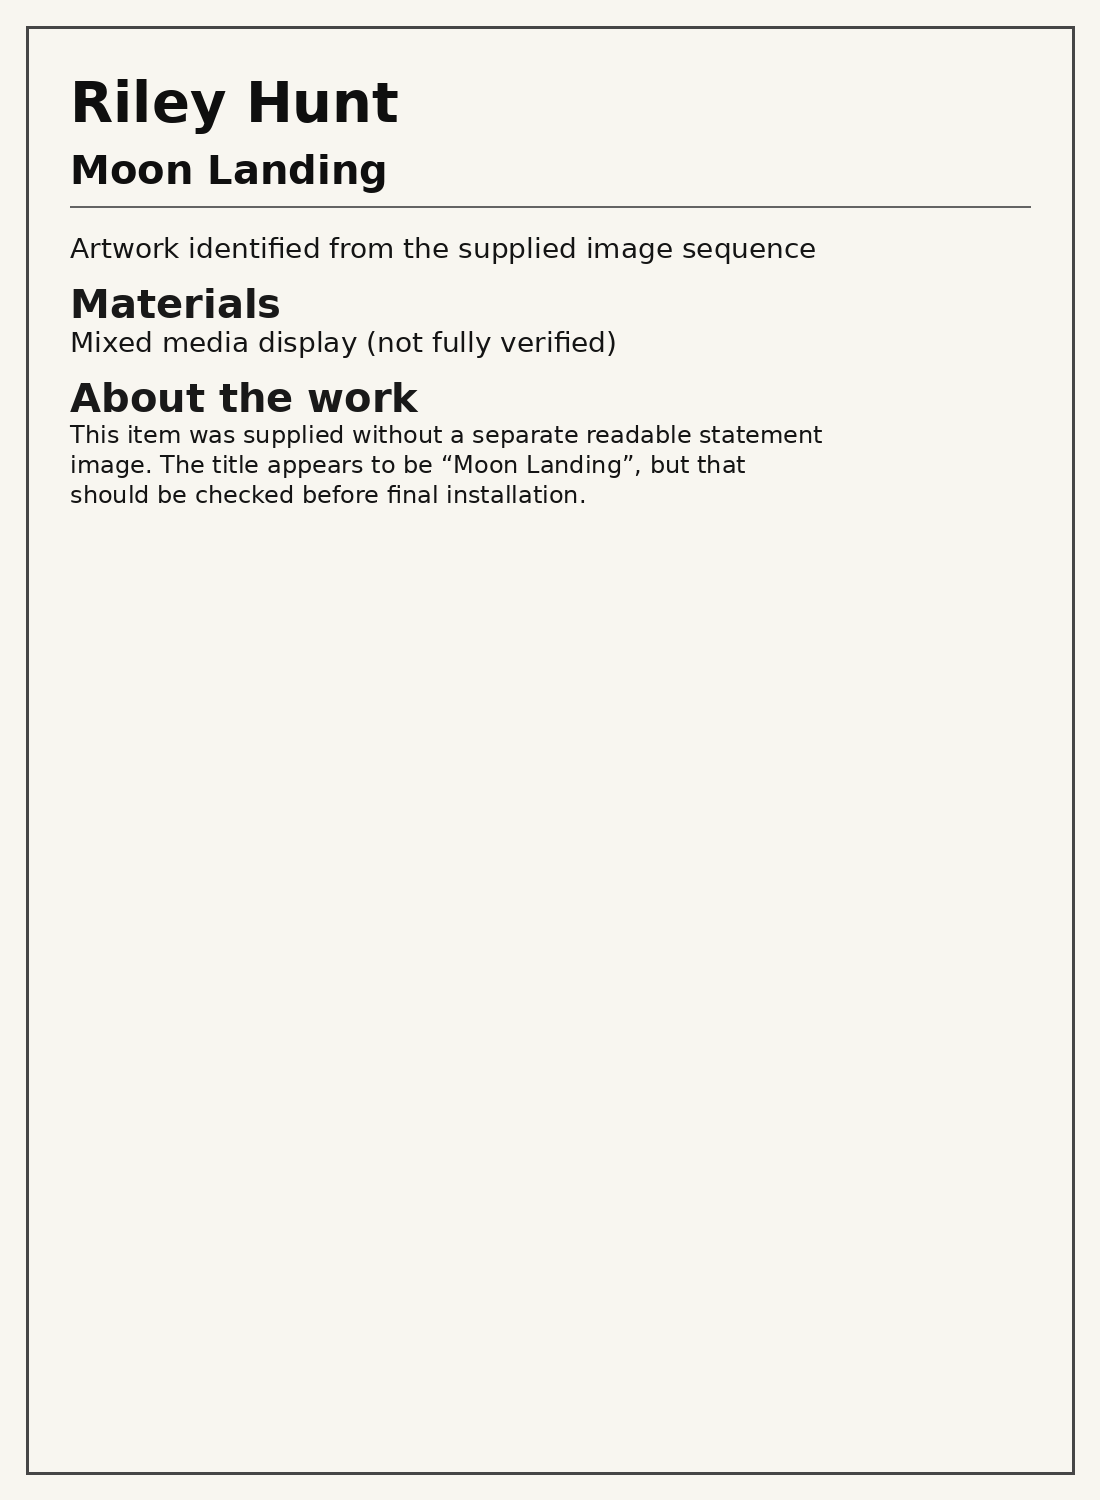 Riley Hunt
Moon Landing
Artwork identified from the supplied image sequence
Materials
Mixed media display (not fully verified)
About the work
This item was supplied without a separate readable statement
image. The title appears to be “Moon Landing”, but that
should be checked before final installation.